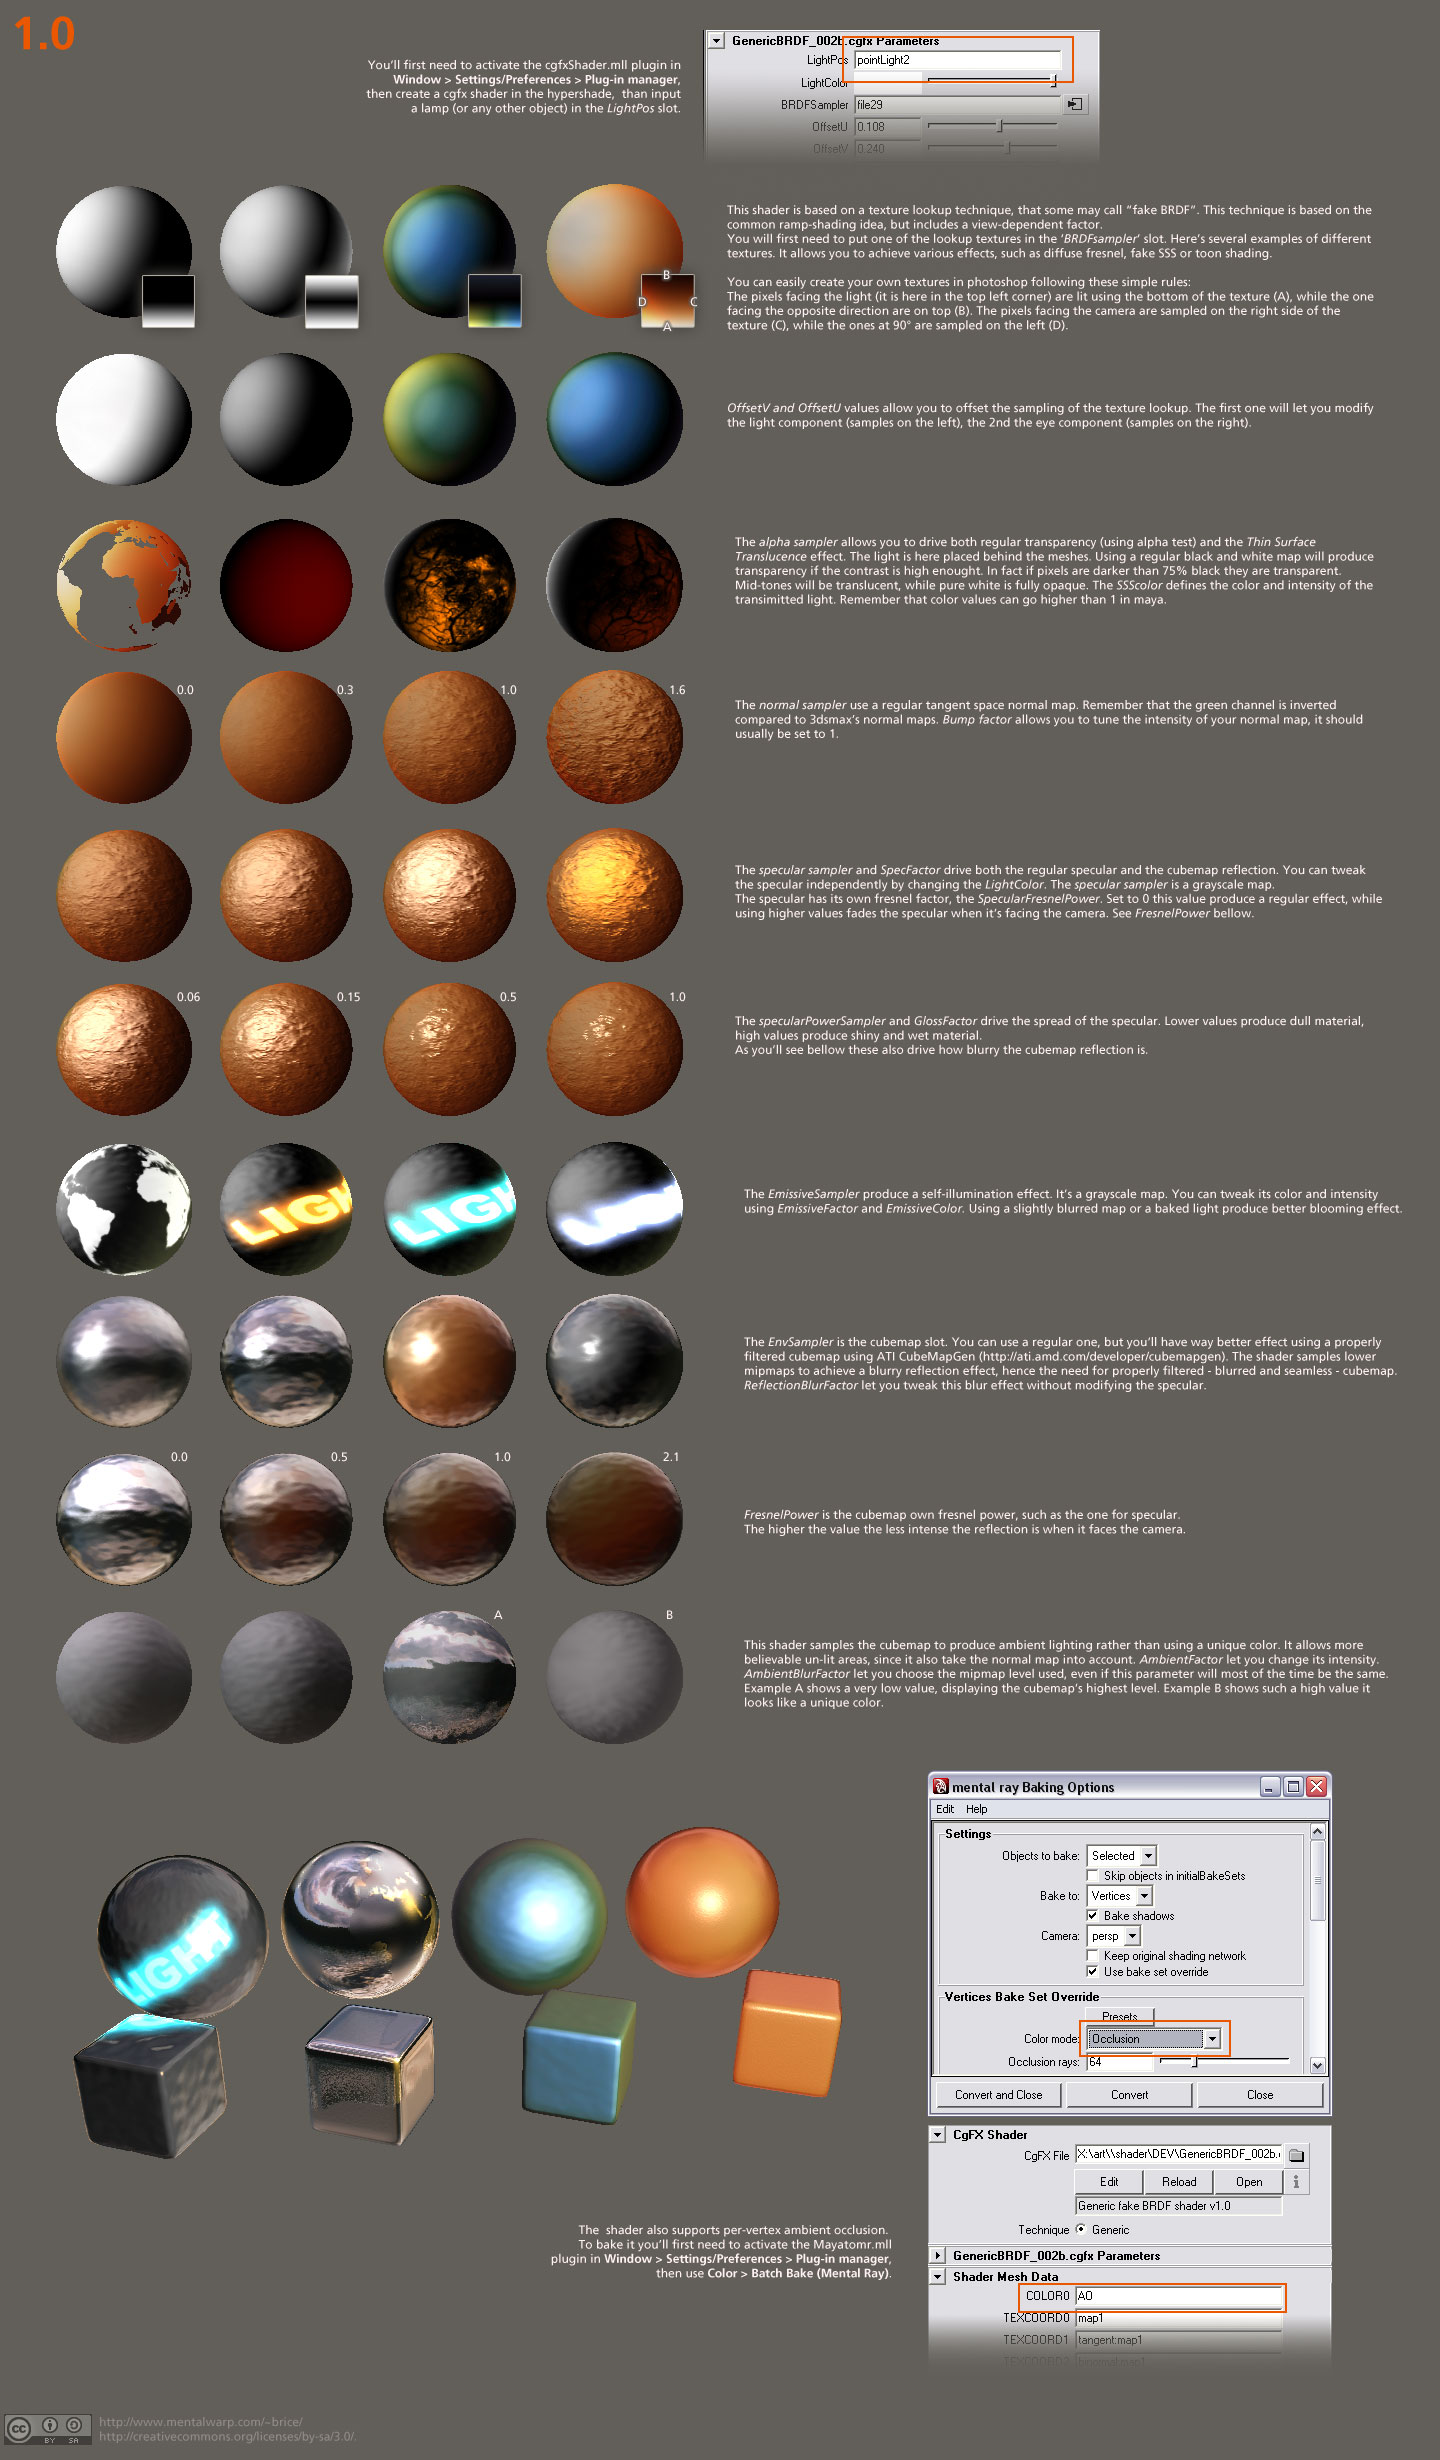 1.0
You'll first need to activate the cgfxShader.mll plugin in
Window > Settings/Preferences > Plug-in manager,
then create a cgfx shader in the hypershade, than input
a lamp (or any other object) in the LightPos slot.
GenericBRDF_002b.cgfx Parameters
LightPos pointLight2
LightColor
BRDFSampler file29
OffsetU 0.108
OffsetV 0.240
This shader is based on a texture lookup technique, that some may call "fake BRDF". This technique is based on the
common ramp-shading idea, but includes a view-dependent factor.
You will first need to put one of the lookup textures in the 'BRDFsampler' slot. Here's several examples of different
textures. It allows you to achieve various effects, such as diffuse fresnel, fake SSS or toon shading.
You can easily create your own textures in photoshop following these simple rules:
The pixels facing the light (it is here in the top left corner) are lit using the bottom of the texture (A), while the one
facing the opposite direction are on top (B). The pixels facing the camera are sampled on the right side of the
texture (C), while the ones at 90° are sampled on the left (D).
B
D C
A
OffsetV and OffsetU values allow you to offset the sampling of the texture lookup. The first one will let you modify
the light component (samples on the left), the 2nd the eye component (samples on the right).
The alpha sampler allows you to drive both regular transparency (using alpha test) and the Thin Surface
Translucence effect. The light is here placed behind the meshes. Using a regular black and white map will produce
transparency if the contrast is high enought. In fact if pixels are darker than 75% black they are transparent.
Mid-tones will be translucent, while pure white is fully opaque. The SSScolor defines the color and intensity of the
transimitted light. Remember that color values can go higher than 1 in maya.
0.0 0.3 1.0 1.6
The normal sampler use a regular tangent space normal map. Remember that the green channel is inverted
compared to 3dsmax's normal maps. Bump factor allows you to tune the intensity of your normal map, it should
usually be set to 1.
The specular sampler and SpecFactor drive both the regular specular and the cubemap reflection. You can tweak
the specular independently by changing the LightColor. The specular sampler is a grayscale map.
The specular has its own fresnel factor, the SpecularFresnelPower. Set to 0 this value produce a regular effect, while
using higher values fades the specular when it's facing the camera. See FresnelPower bellow.
0.06 0.15 0.5 1.0
The specularPowerSampler and GlossFactor drive the spread of the specular. Lower values produce dull material,
high values produce shiny and wet material.
As you'll see bellow these also drive how blurry the cubemap reflection is.
LIGH LIGH LIGH
The EmissiveSampler produce a self-illumination effect. It's a grayscale map. You can tweak its color and intensity
using EmissiveFactor and EmissiveColor. Using a slightly blurred map or a baked light produce better blooming effect.
The EnvSampler is the cubemap slot. You can use a regular one, but you'll have way better effect using a properly
filtered cubemap using ATI CubeMapGen (http://ati.amd.com/developer/cubemapgen). The shader samples lower
mipmaps to achieve a blurry reflection effect, hence the need for properly filtered - blurred and seamless - cubemap.
ReflectionBlurFactor let you tweak this blur effect without modifying the specular.
0.0 0.5 1.0 2.1
FresnelPower is the cubemap own fresnel power, such as the one for specular.
The higher the value the less intense the reflection is when it faces the camera.
A B
This shader samples the cubemap to produce ambient lighting rather than using a unique color. It allows more
believable un-lit areas, since it also take the normal map into account. AmbientFactor let you change its intensity.
AmbientBlurFactor let you choose the mipmap level used, even if this parameter will most of the time be the same.
Example A shows a very low value, displaying the cubemap's highest level. Example B shows such a high value it
looks like a unique color.
LIGHT
mental ray Baking Options
Edit Help
Settings
Objects to bake: Selected
Skip objects in initialBakeSets
Bake to: Vertices
Bake shadows
Camera: persp
Keep original shading network
Use bake set override
Vertices Bake Set Override
Presets
Color mode: Occlusion
Occlusion rays: 64
Convert and Close Convert Close
CgFX Shader
CgFX File X:\art\\shader\DEV\GenericBRDF_002b.
Edit Reload Open
Generic fake BRDF shader v1.0
Technique Generic
GenericBRDF_002b.cgfx Parameters
Shader Mesh Data
COLOR0 AO
TEXCOORD0 map1
TEXCOORD1 tangent:map1
TEXCOORD2 binormal:map1
The shader also supports per-vertex ambient occlusion.
To bake it you'll first need to activate the Mayatomr.mll
plugin in Window > Settings/Preferences > Plug-in manager,
then use Color > Batch Bake (Mental Ray).
cc BY SA
http://www.mentalwarp.com/~brice/
http://creativecommons.org/licenses/by-sa/3.0/.